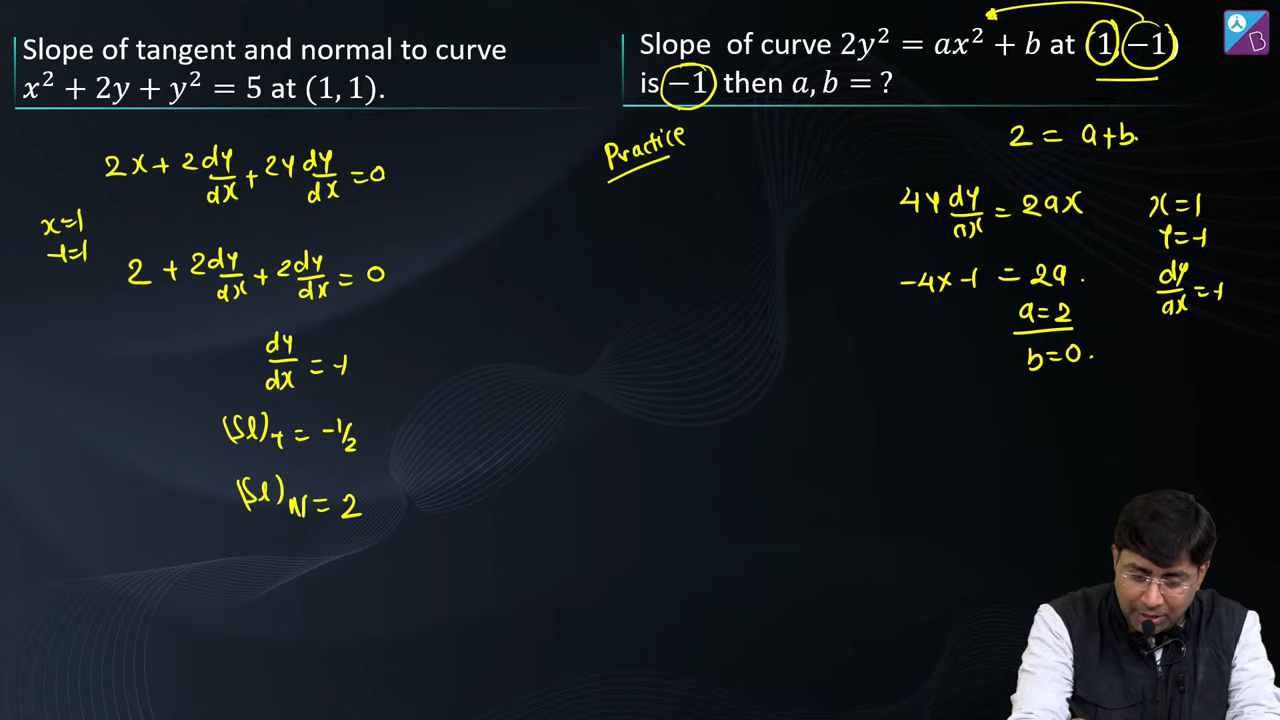 Slope of tangent and normal to curve
x² + 2y + y² = 5 at (1, 1).
2x + 2 dy/dx + 2y dy/dx = 0
x=1
y=1
2 + 2dy/dx + 2dy/dx = 0
dy/dx = -1
(Sl)T = -1/2
(Sl)N = 2
Slope of curve 2y² = ax² + b at (1, −1)
is −1 then a, b = ?
Practice
2 = a+b
4y dy/dx = 2ax
x=1
y=-1
dy/dx = -1
-4x-1 = 2a
a=2
b=0
B